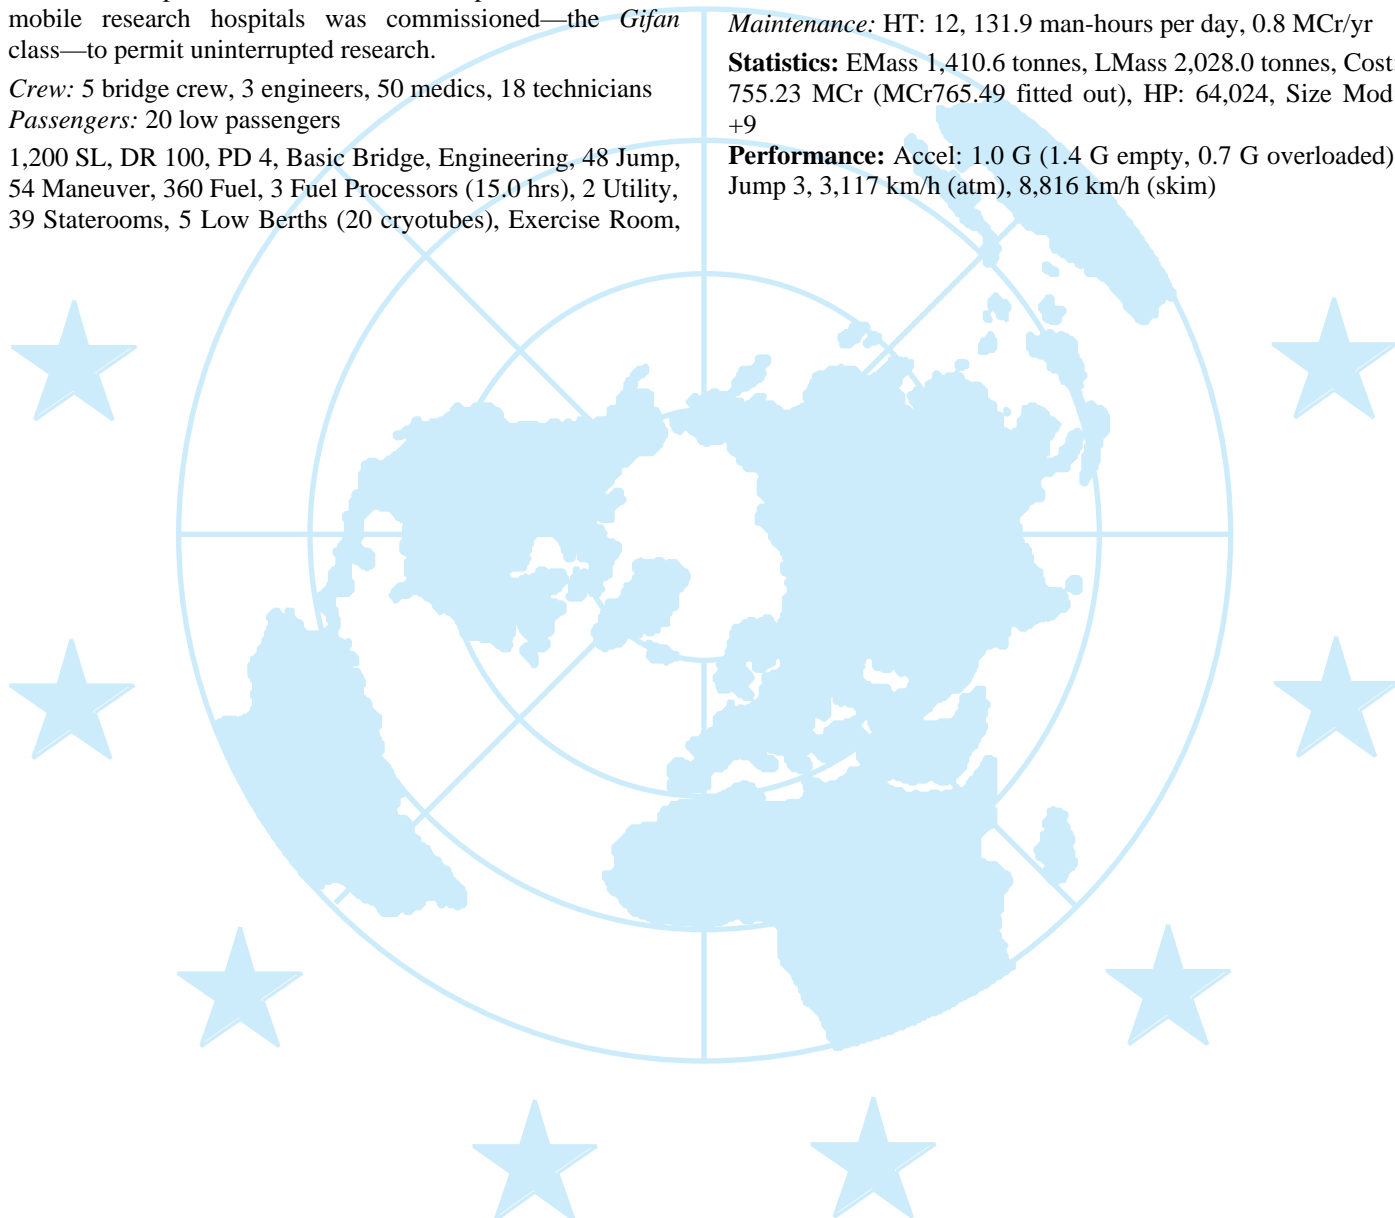 mobile research hospitals was commissioned—the Gifan
class—to permit uninterrupted research.
Crew: 5 bridge crew, 3 engineers, 50 medics, 18 technicians
Passengers: 20 low passengers
1,200 SL, DR 100, PD 4, Basic Bridge, Engineering, 48 Jump,
54 Maneuver, 360 Fuel, 3 Fuel Processors (15.0 hrs), 2 Utility,
39 Staterooms, 5 Low Berths (20 cryotubes), Exercise Room,
Maintenance: HT: 12, 131.9 man-hours per day, 0.8 MCr/yr
Statistics: EMass 1,410.6 tonnes, LMass 2,028.0 tonnes, Cost:
755.23 MCr (MCr765.49 fitted out), HP: 64,024, Size Mod
+9
Performance: Accel: 1.0 G (1.4 G empty, 0.7 G overloaded)
Jump 3, 3,117 km/h (atm), 8,816 km/h (skim)